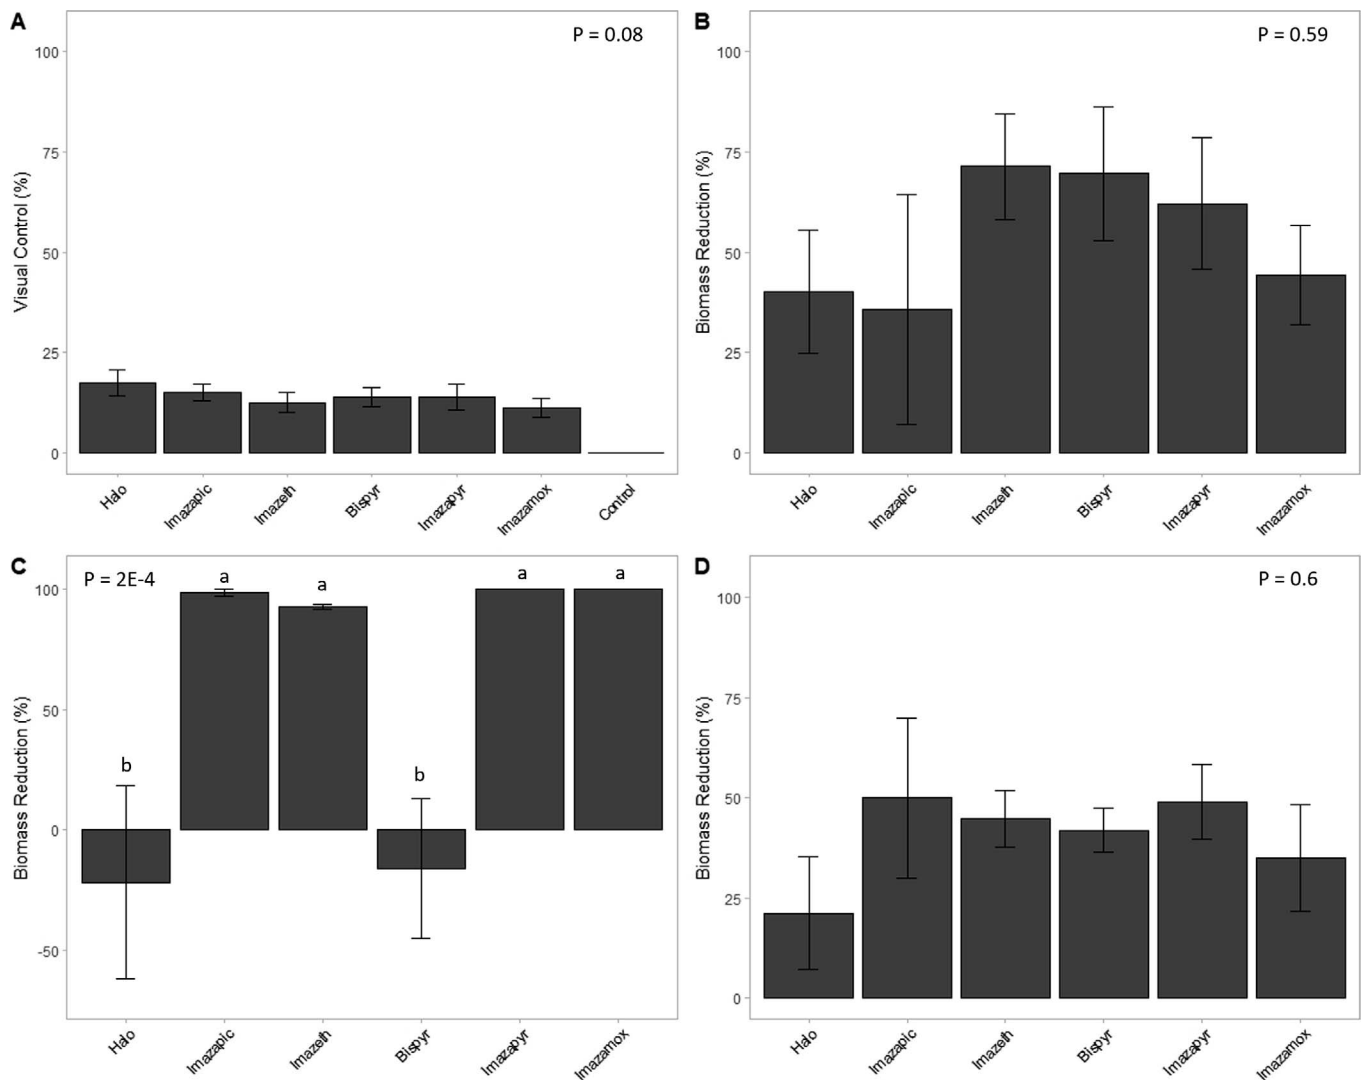 A
P = 0.08
Visual Control (%)
100
75
50
25
0
Halo
Imazapic
Imazeth
Bispyr
Imazapyr
Imazamox
Control
B
P = 0.59
Biomass Reduction (%)
100
75
50
25
0
Halo
Imazapic
Imazeth
Bispyr
Imazapyr
Imazamox
C
P = 2E-4
Biomass Reduction (%)
100
50
0
-50
b
a
a
b
a
a
Halo
Imazapic
Imazeth
Bispyr
Imazapyr
Imazamox
D
P = 0.6
Biomass Reduction (%)
100
75
50
25
0
Halo
Imazapic
Imazeth
Bispyr
Imazapyr
Imazamox